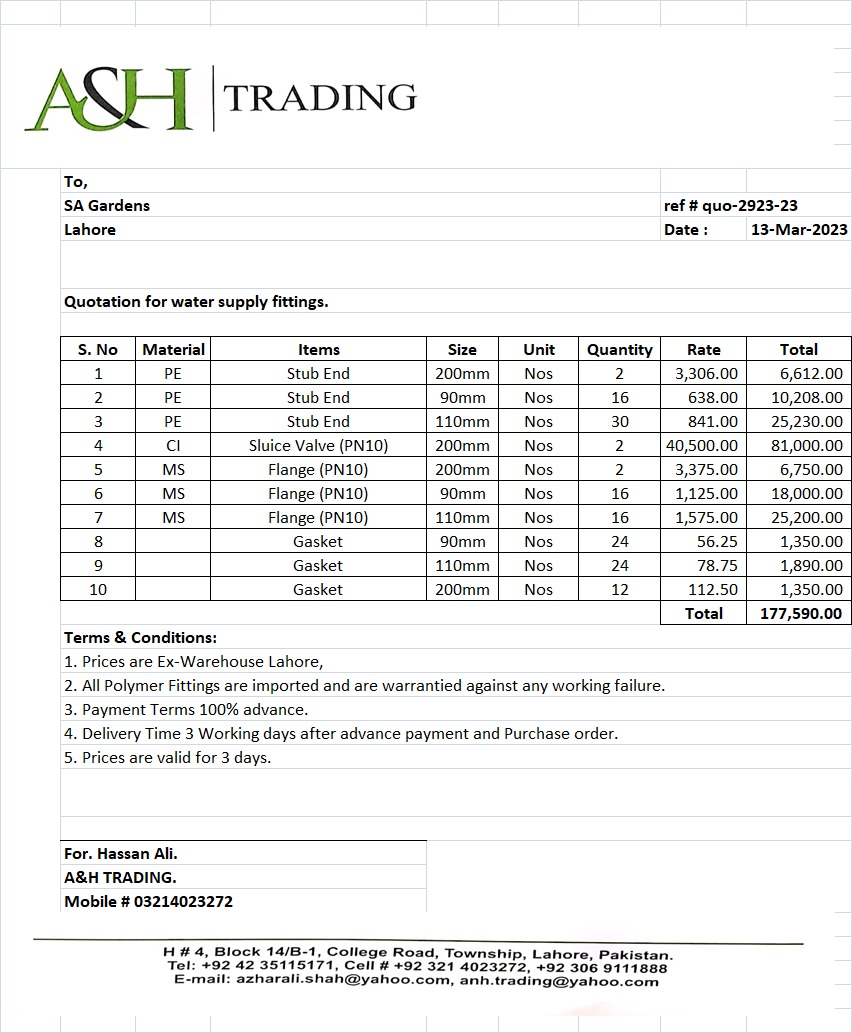 A&H TRADING
To,
SA Gardens ref # quo-2923-23
Lahore Date : 13-Mar-2023
Quotation for water supply fittings.
S. No Material Items Size Unit Quantity Rate Total
1 PE Stub End 200mm Nos 2 3,306.00 6,612.00
2 PE Stub End 90mm Nos 16 638.00 10,208.00
3 PE Stub End 110mm Nos 30 841.00 25,230.00
4 CI Sluice Valve (PN10) 200mm Nos 2 40,500.00 81,000.00
5 MS Flange (PN10) 200mm Nos 2 3,375.00 6,750.00
6 MS Flange (PN10) 90mm Nos 16 1,125.00 18,000.00
7 MS Flange (PN10) 110mm Nos 16 1,575.00 25,200.00
8 Gasket 90mm Nos 24 56.25 1,350.00
9 Gasket 110mm Nos 24 78.75 1,890.00
10 Gasket 200mm Nos 12 112.50 1,350.00
Total 177,590.00
Terms & Conditions:
1. Prices are Ex-Warehouse Lahore,
2. All Polymer Fittings are imported and are warrantied against any working failure.
3. Payment Terms 100% advance.
4. Delivery Time 3 Working days after advance payment and Purchase order.
5. Prices are valid for 3 days.
For. Hassan Ali.
A&H TRADING.
Mobile # 03214023272
H # 4, Block 14/B-1, College Road, Township, Lahore, Pakistan.
Tel: +92 42 35115171, Cell # +92 321 4023272, +92 306 9111888
E-mail: azharali.shah@yahoo.com, anh.trading@yahoo.com